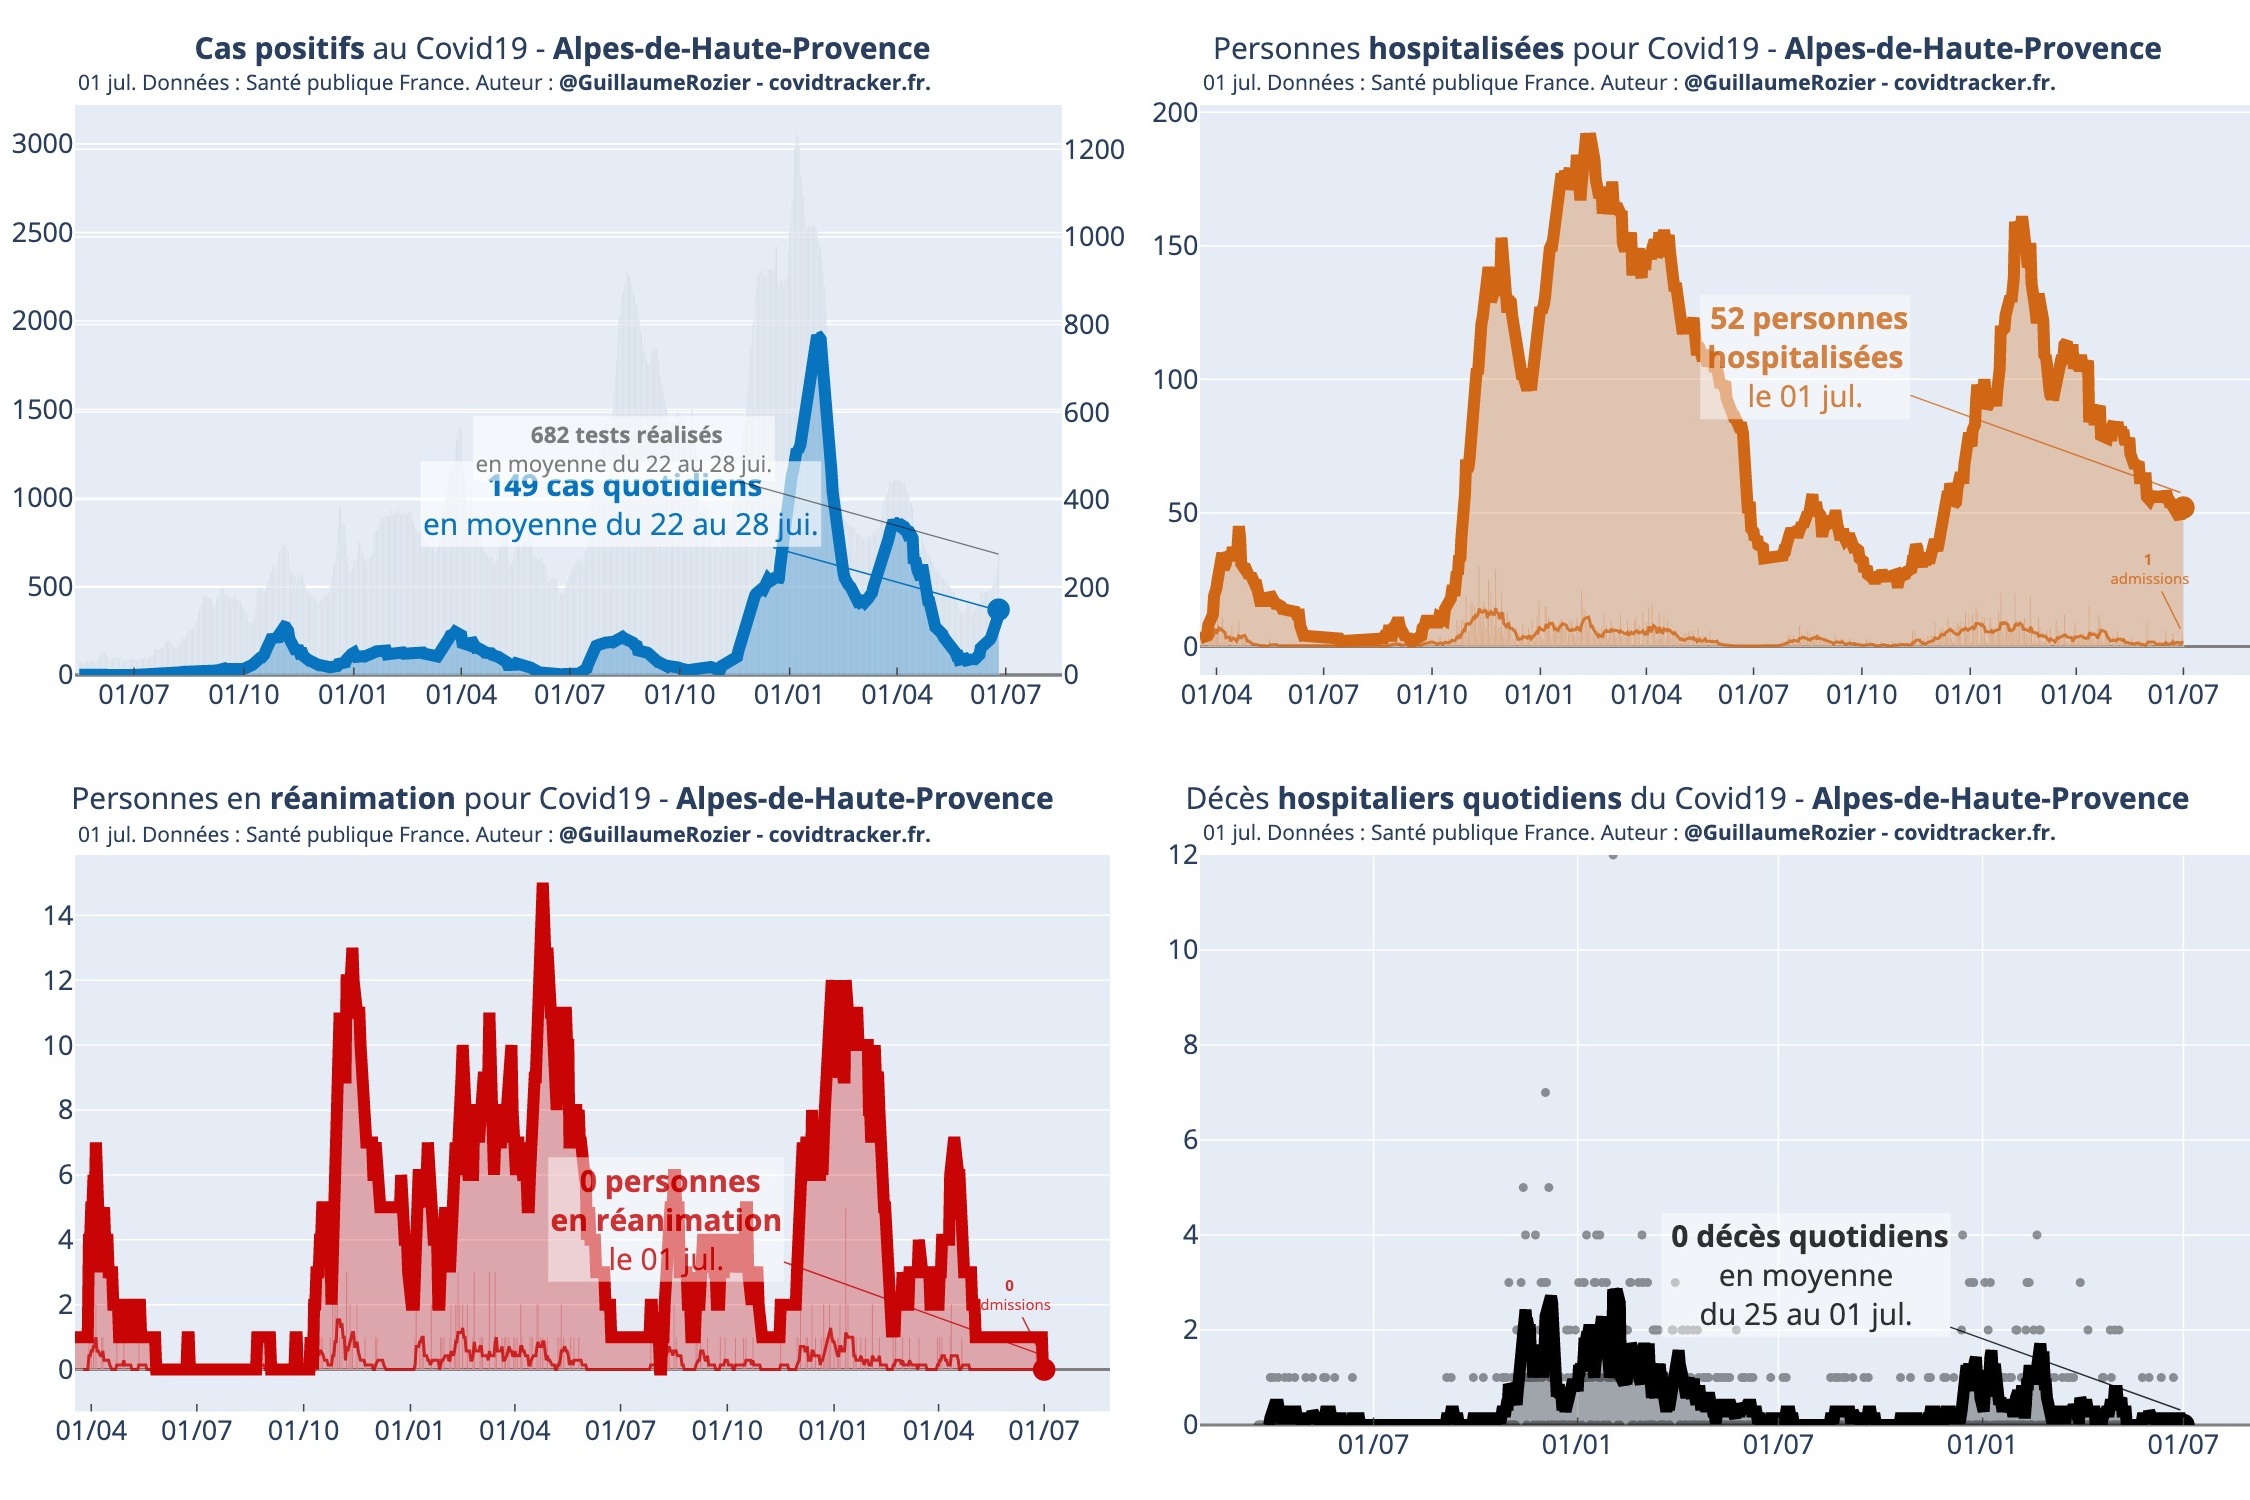 Cas positifs au Covid19 - Alpes-de-Haute-Provence
01 jul. Données : Santé publique France. Auteur : @GuillaumeRozier - covidtracker.fr.
3000
2500
2000
1500
1000
500
0
1200
1000
800
600
400
200
0
682 tests réalisés
en moyenne du 22 au 28 jui.
149 cas quotidiens
en moyenne du 22 au 28 jui.
01/07 01/10 01/01 01/04 01/07 01/10 01/01 01/04 01/07
Personnes hospitalisées pour Covid19 - Alpes-de-Haute-Provence
01 jul. Données : Santé publique France. Auteur : @GuillaumeRozier - covidtracker.fr.
200
150
100
50
0
52 personnes
hospitalisées
le 01 jul.
1
admissions
01/04 01/07 01/10 01/01 01/04 01/07 01/10 01/01 01/04 01/07
Personnes en réanimation pour Covid19 - Alpes-de-Haute-Provence
01 jul. Données : Santé publique France. Auteur : @GuillaumeRozier - covidtracker.fr.
14
12
10
8
6
4
2
0
0 personnes
en réanimation
le 01 jul.
0
dmissions
01/04 01/07 01/10 01/01 01/04 01/07 01/10 01/01 01/04 01/07
Décès hospitaliers quotidiens du Covid19 - Alpes-de-Haute-Provence
01 jul. Données : Santé publique France. Auteur : @GuillaumeRozier - covidtracker.fr.
12
10
8
6
4
2
0
0 décès quotidiens
en moyenne
du 25 au 01 jul.
01/07 01/01 01/07 01/01 01/07